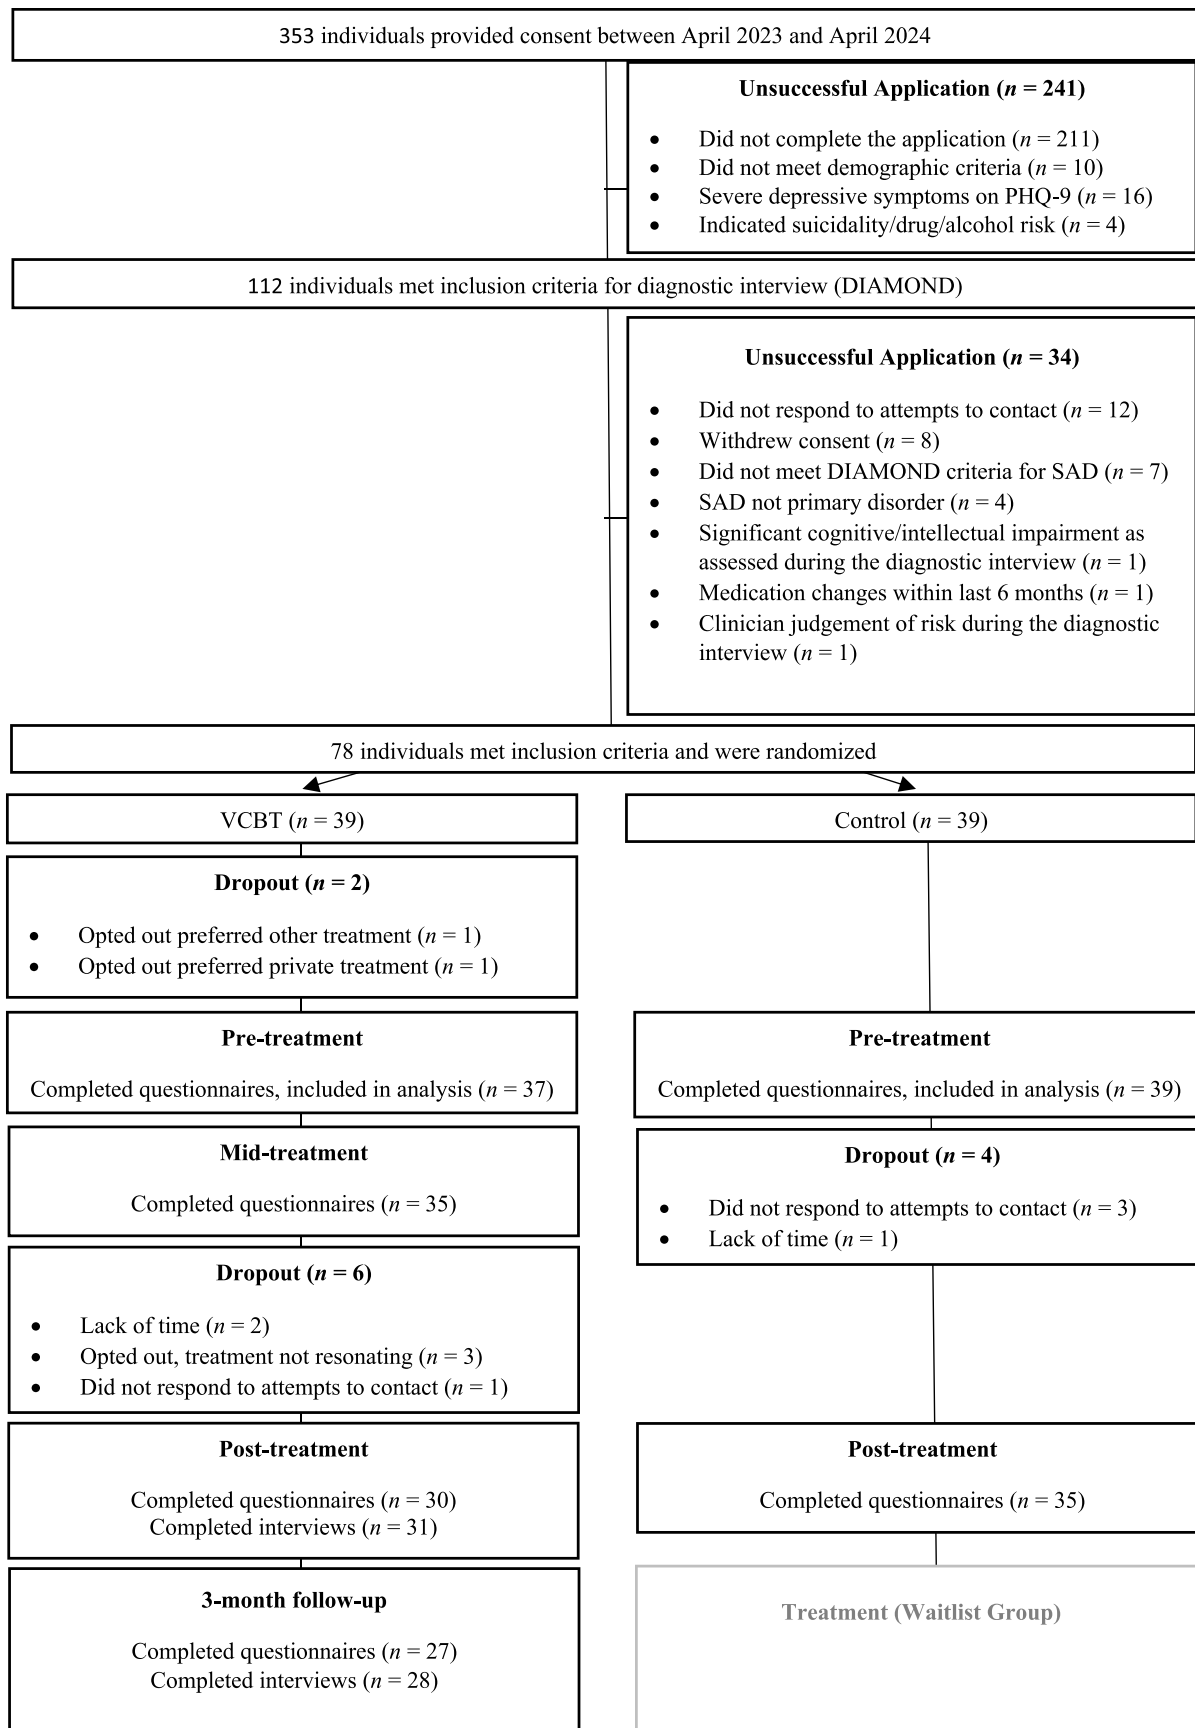 353 individuals provided consent between April 2023 and April 2024
Unsuccessful Application (n = 241)
• Did not complete the application (n = 211)
• Did not meet demographic criteria (n = 10)
• Severe depressive symptoms on PHQ-9 (n = 16)
• Indicated suicidality/drug/alcohol risk (n = 4)
112 individuals met inclusion criteria for diagnostic interview (DIAMOND)
Unsuccessful Application (n = 34)
• Did not respond to attempts to contact (n = 12)
• Withdrew consent (n = 8)
• Did not meet DIAMOND criteria for SAD (n = 7)
• SAD not primary disorder (n = 4)
• Significant cognitive/intellectual impairment as
assessed during the diagnostic interview (n = 1)
• Medication changes within last 6 months (n = 1)
• Clinician judgement of risk during the diagnostic
interview (n = 1)
78 individuals met inclusion criteria and were randomized
VCBT (n = 39)
Dropout (n = 2)
• Opted out preferred other treatment (n = 1)
• Opted out preferred private treatment (n = 1)
Pre-treatment
Completed questionnaires, included in analysis (n = 37)
Mid-treatment
Completed questionnaires (n = 35)
Dropout (n = 6)
• Lack of time (n = 2)
• Opted out, treatment not resonating (n = 3)
• Did not respond to attempts to contact (n = 1)
Post-treatment
Completed questionnaires (n = 30)
Completed interviews (n = 31)
3-month follow-up
Completed questionnaires (n = 27)
Completed interviews (n = 28)
Control (n = 39)
Pre-treatment
Completed questionnaires, included in analysis (n = 39)
Dropout (n = 4)
• Did not respond to attempts to contact (n = 3)
• Lack of time (n = 1)
Post-treatment
Completed questionnaires (n = 35)
Treatment (Waitlist Group)